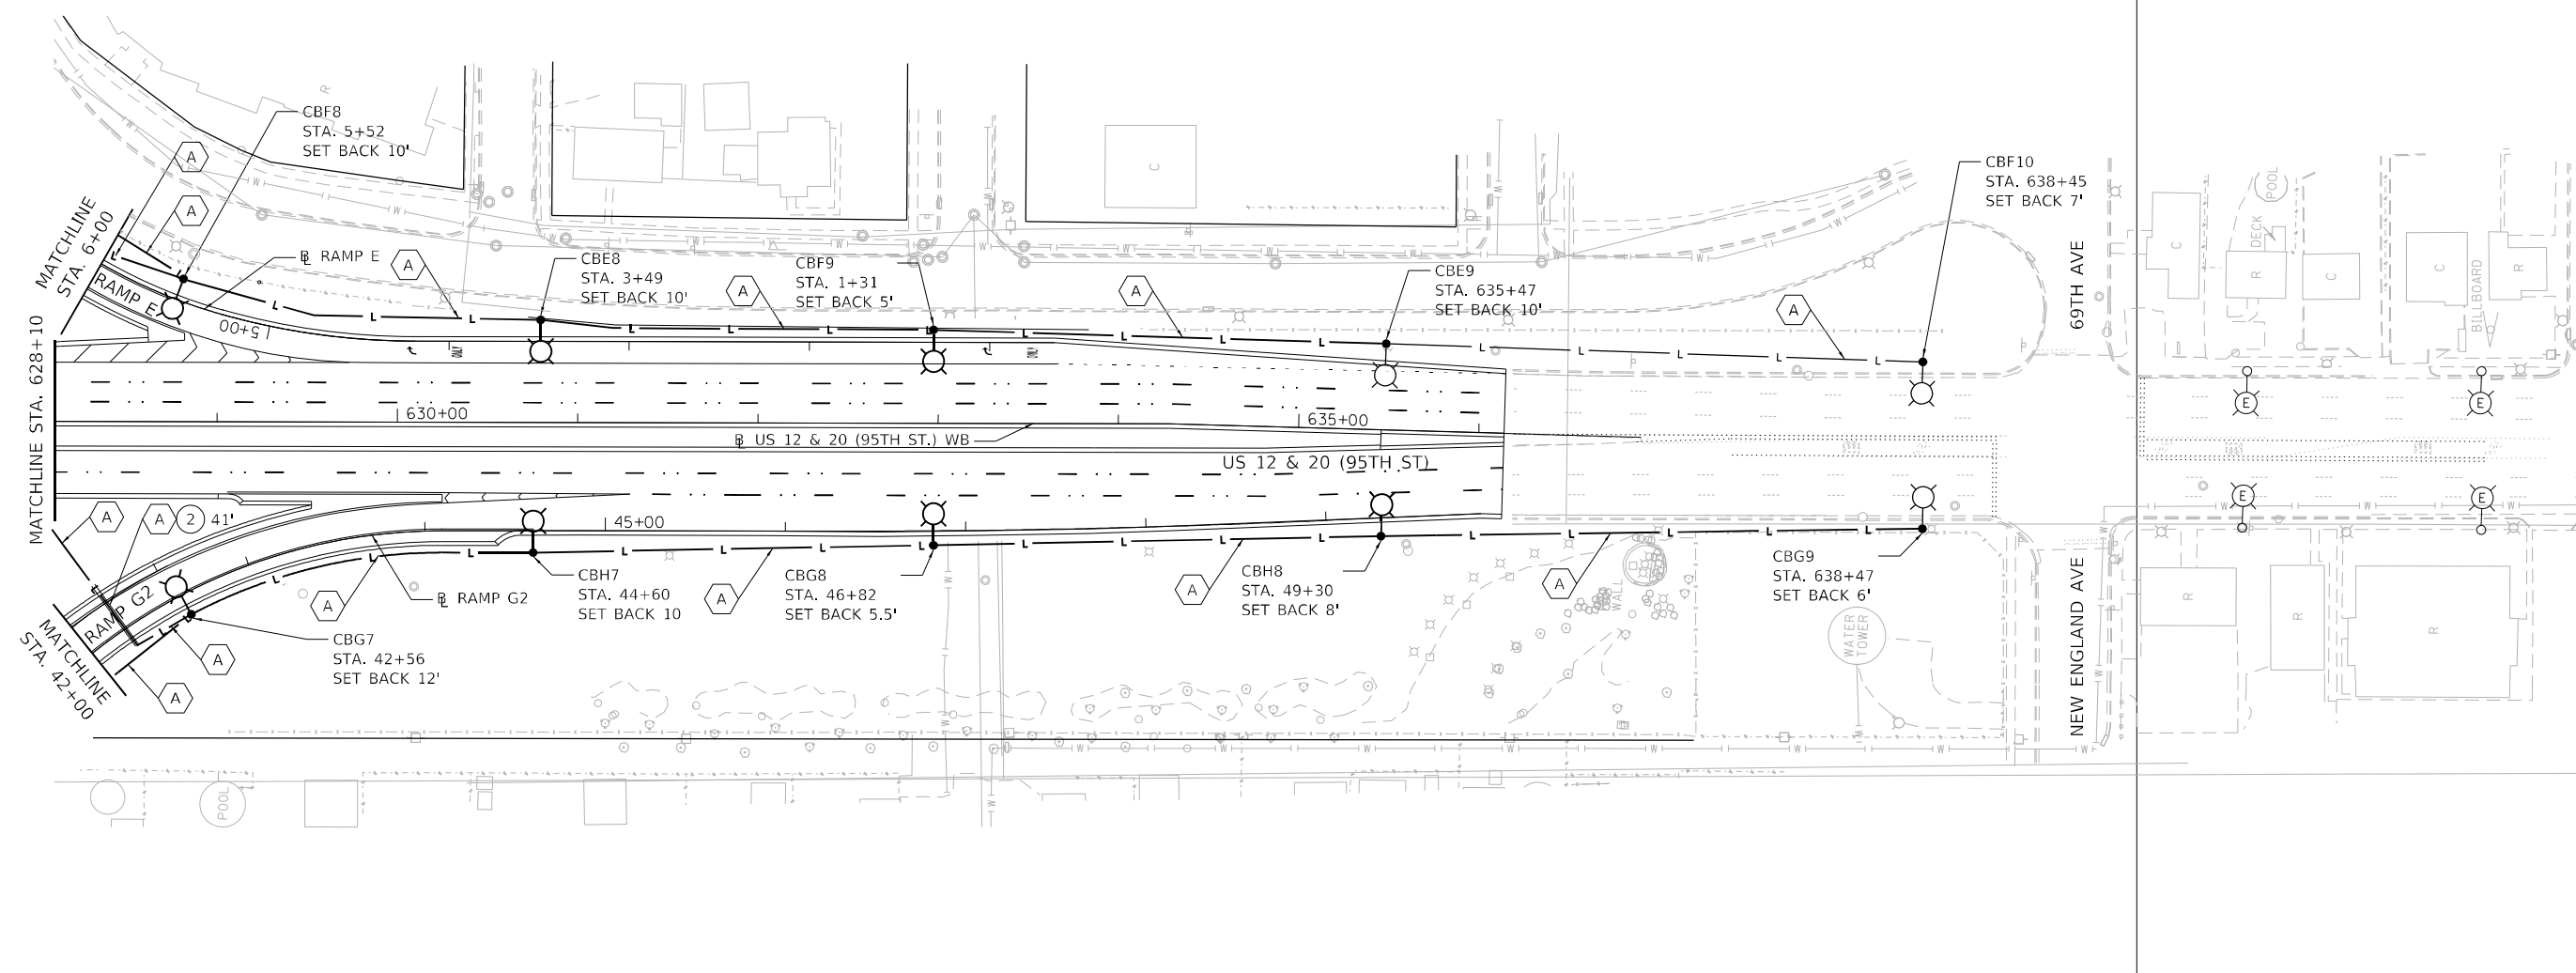 CBF8
STA. 5+52
SET BACK 10'
A
A
MATCHLINE
STA. 6+00
RAMP E
5+00
B RAMP E
A
CBE8
STA. 3+49
SET BACK 10'
A
CBF9
STA. 1+31
SET BACK 5'
A
CBE9
STA. 635+47
SET BACK 10'
A
CBF10
STA. 638+45
SET BACK 7'
69TH AVE
R
C
C
POOL
DECK
R
C
C
BILLBOARD
R
E
E
MATCHLINE STA. 628+10
630+00
635+00
B US 12 & 20 (95TH ST.) WB
US 12 & 20 (95TH ST)
A
A
2
41'
45+00
E
E
RAMP G2
MATCHLINE
STA. 42+00
A
A
A
B RAMP G2
CBG7
STA. 42+56
SET BACK 12'
CBH7
STA. 44+60
SET BACK 10
A
CBG8
STA. 46+82
SET BACK 5.5'
A
CBH8
STA. 49+30
SET BACK 8'
A
WALL
CBG9
STA. 638+47
SET BACK 6'
WATER
TOWER
NEW ENGLAND AVE
R
R
R
POOL